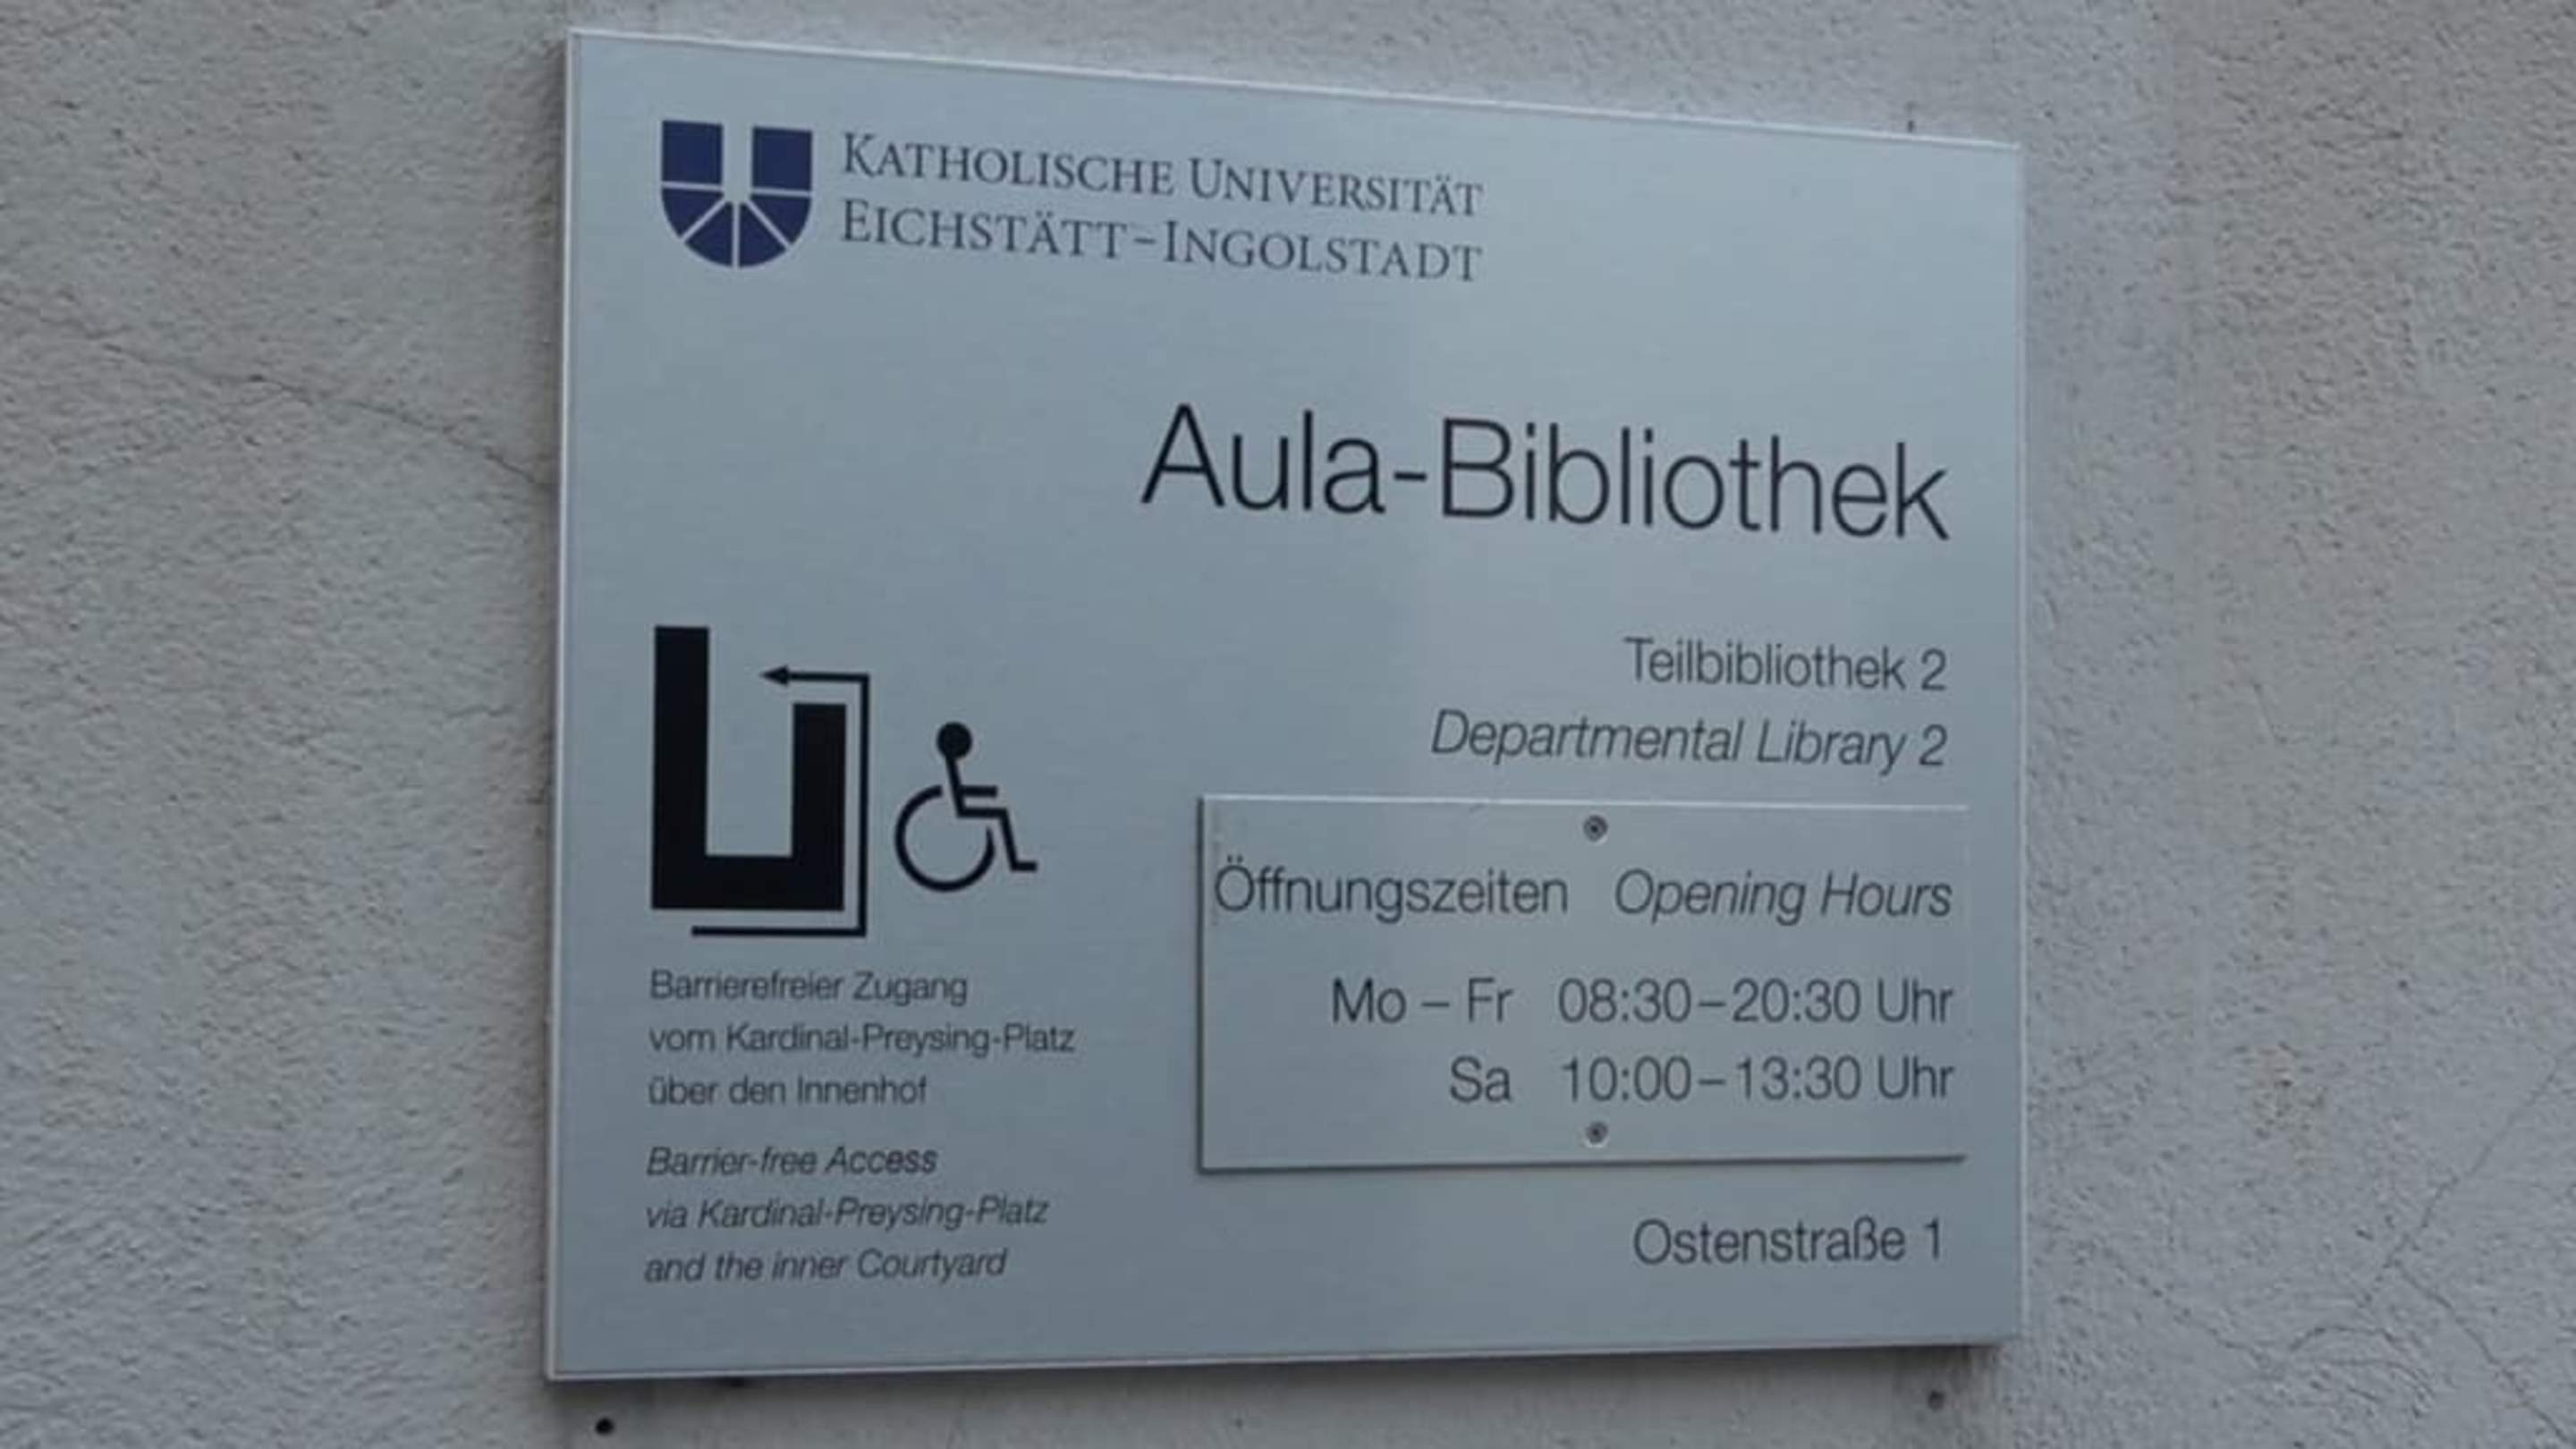 KATHOLISCHE UNIVERSITÄT
EICHSTÄTT-INGOLSTADT
Aula-Bibliothek
Teilbibliothek 2
Departmental Library 2
Öffnungszeiten Opening Hours
Mo – Fr 08:30–20:30 Uhr
Sa 10:00–13:30 Uhr
Ostenstraße 1
Barrierefreier Zugang
vom Kardinal-Preysing-Platz
über den Innenhof
Barrier-free Access
via Kardinal-Preysing-Platz
and the inner Courtyard